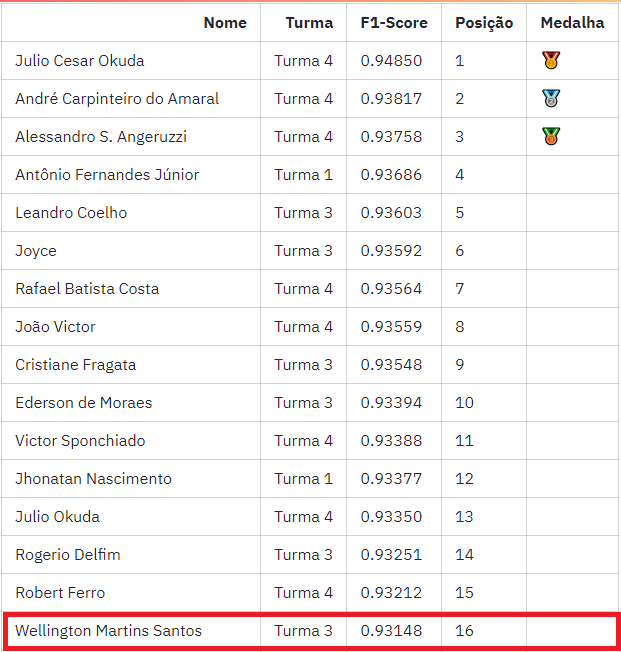 Nome Turma F1-Score Posição Medalha
Julio Cesar Okuda Turma 4 0.94850 1
André Carpinteiro do Amaral Turma 4 0.93817 2
Alessandro S. Angeruzzi Turma 4 0.93758 3
Antônio Fernandes Júnior Turma 1 0.93686 4
Leandro Coelho Turma 3 0.93603 5
Joyce Turma 3 0.93592 6
Rafael Batista Costa Turma 4 0.93564 7
João Victor Turma 4 0.93559 8
Cristiane Fragata Turma 3 0.93548 9
Ederson de Moraes Turma 3 0.93394 10
Victor Sponchiado Turma 4 0.93388 11
Jhonatan Nascimento Turma 1 0.93377 12
Julio Okuda Turma 4 0.93350 13
Rogerio Delfim Turma 3 0.93251 14
Robert Ferro Turma 4 0.93212 15
Wellington Martins Santos Turma 3 0.93148 16